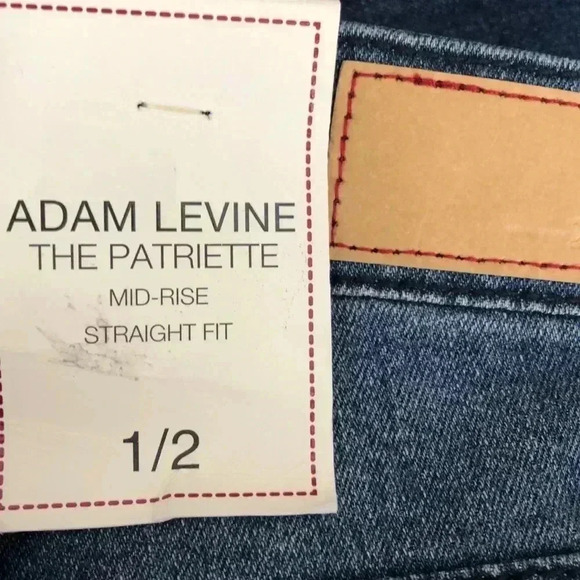 ADAM LEVINE
THE PATRIETTE
MID-RISE
STRAIGHT FIT
1/2